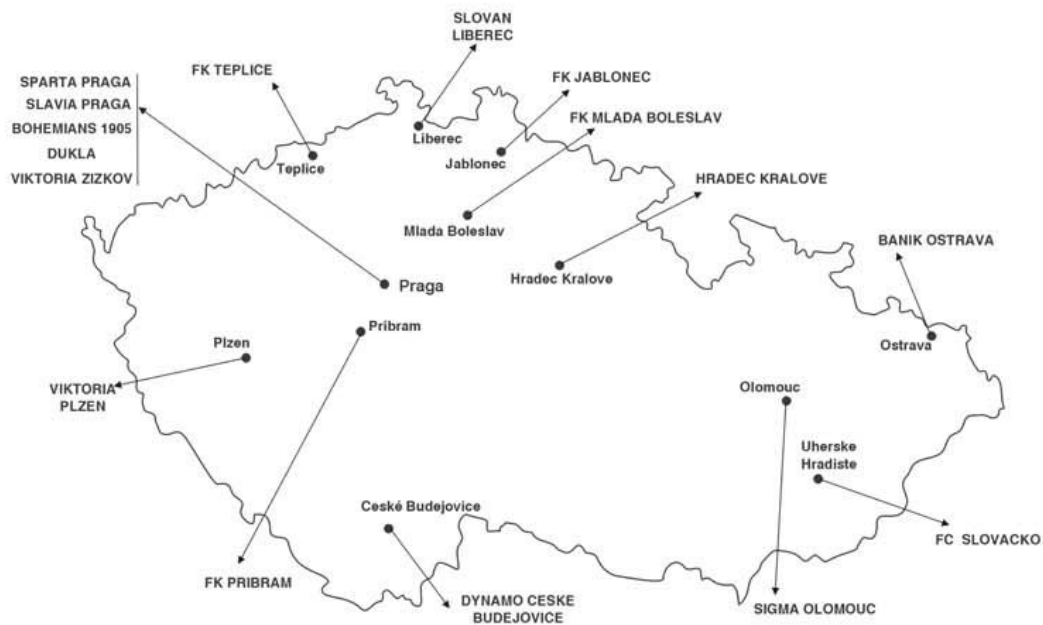 SLOVAN
LIBEREC
FK TEPLICE
SPARTA PRAGA
SLAVIA PRAGA
BOHEMIANS 1905
DUKLA
VIKTORIA ZIZKOV
FK JABLONEC
FK MLADA BOLESLAV
Liberec
Jablonec
Teplice
HRADEC KRALOVE
Mlada Boleslav
BANIK OSTRAVA
Hradec Kralove
Praga
Pribram
Plzen
Ostrava
VIKTORIA
PLZEN
Olomouc
Uherske
Hradiste
Ceské Budejovice
FC SLOVACKO
FK PRIBRAM
DYNAMO CESKE
BUDEJOVICE
SIGMA OLOMOUC